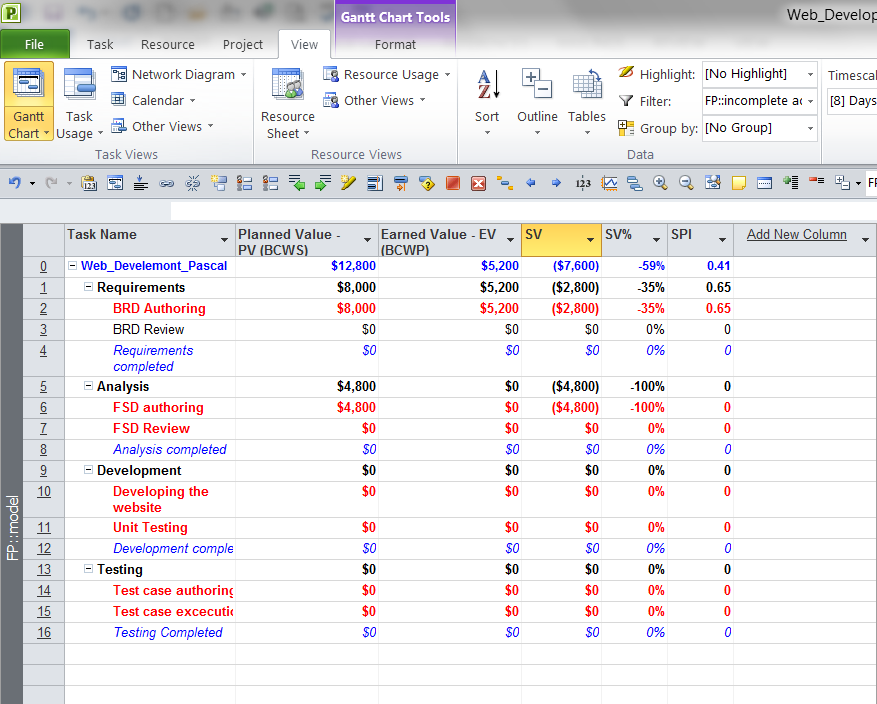 P
Gantt Chart Tools
Web_Develop
File Task Resource Project View Format
Gantt Chart
Task Usage
Network Diagram
Calendar
Other Views
Task Views
Resource Sheet
Resource Usage
Other Views
Resource Views
Sort
Outline
Tables
Highlight: [No Highlight]
Filter: FP::incomplete ac
Group by: [No Group]
Data
Timescal
[8] Days
123
123
FP
Task Name Planned Value - PV (BCWS) Earned Value - EV (BCWP) SV SV% SPI Add New Column
0 Web_Develemont_Pascal $12,800 $5,200 ($7,600) -59% 0.41
1 Requirements $8,000 $5,200 ($2,800) -35% 0.65
2 BRD Authoring $8,000 $5,200 ($2,800) -35% 0.65
3 BRD Review $0 $0 $0 0% 0
4 Requirements completed $0 $0 $0 0% 0
5 Analysis $4,800 $0 ($4,800) -100% 0
6 FSD authoring $4,800 $0 ($4,800) -100% 0
7 FSD Review $0 $0 $0 0% 0
8 Analysis completed $0 $0 $0 0% 0
9 Development $0 $0 $0 0% 0
10 Developing the website $0 $0 $0 0% 0
11 Unit Testing $0 $0 $0 0% 0
12 Development comple $0 $0 $0 0% 0
13 Testing $0 $0 $0 0% 0
14 Test case authoring $0 $0 $0 0% 0
15 Test case excecutio $0 $0 $0 0% 0
16 Testing Completed $0 $0 $0 0% 0
FP::model